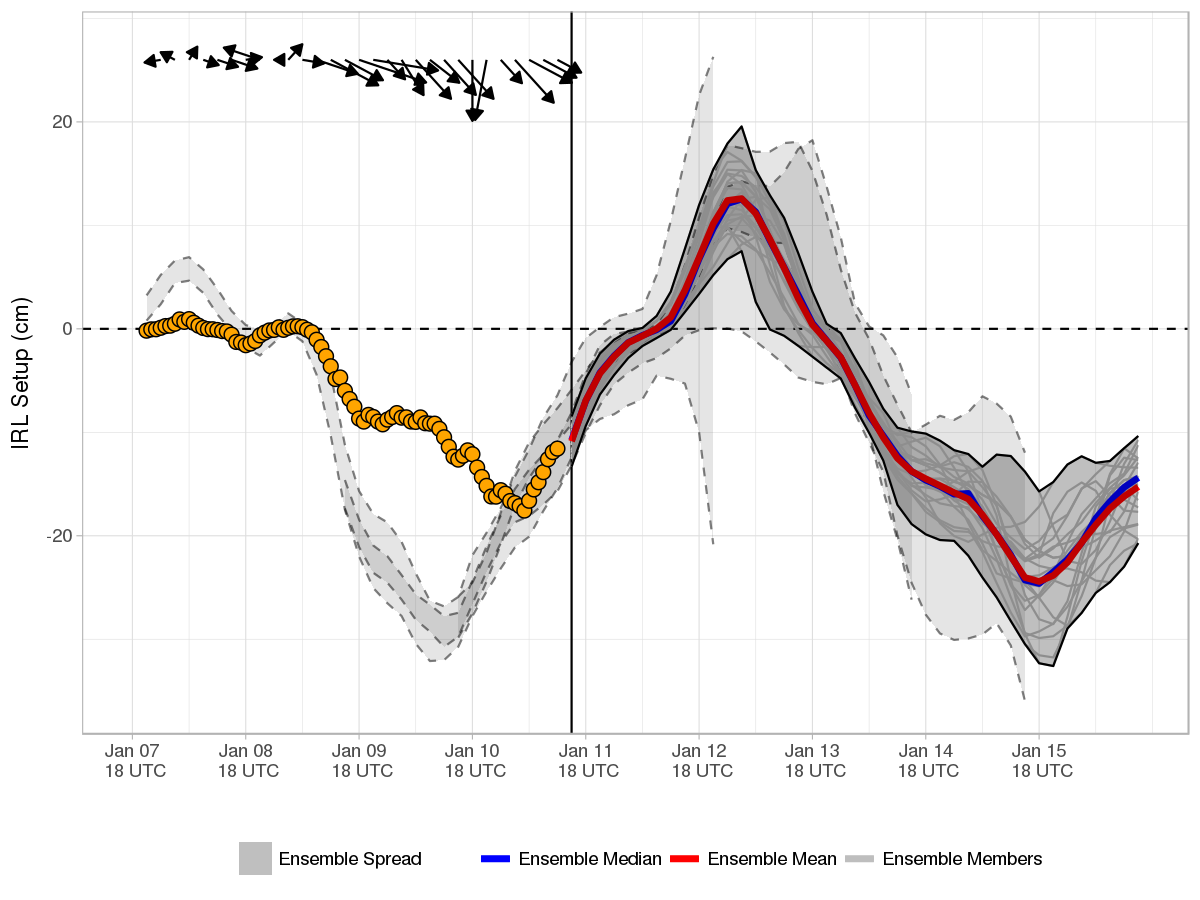 IRL Setup (cm)
20
0
-20
Jan 07 Jan 08 Jan 09 Jan 10 Jan 11 Jan 12 Jan 13 Jan 14 Jan 15
18 UTC 18 UTC 18 UTC 18 UTC 18 UTC 18 UTC 18 UTC 18 UTC 18 UTC
Ensemble Spread Ensemble Median Ensemble Mean Ensemble Members